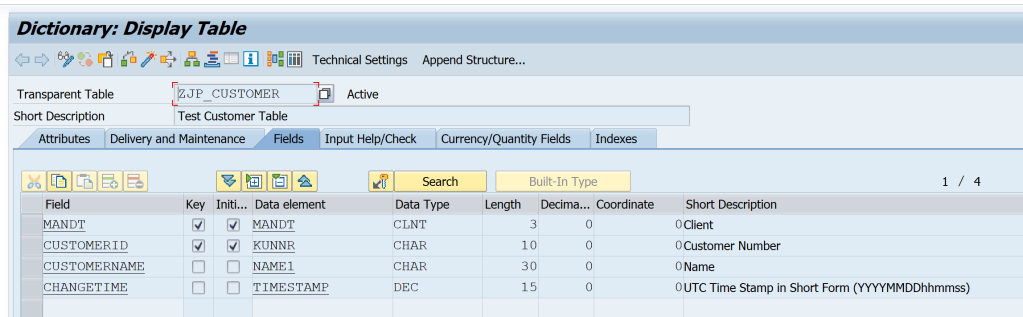 Dictionary: Display Table
Technical Settings Append Structure...
Transparent Table ZJP_CUSTOMER Active
Short Description Test Customer Table
Attributes Delivery and Maintenance Fields Input Help/Check Currency/Quantity Fields Indexes
Search Built-In Type 1 / 4
Field Key Initi... Data element Data Type Length Decima... Coordinate Short Description
MANDT MANDT CLNT 3 0 0 Client
CUSTOMERID KUNNR CHAR 10 0 0 Customer Number
CUSTOMERNAME NAME1 CHAR 30 0 0 Name
CHANGETIME TIMESTAMP DEC 15 0 0 UTC Time Stamp in Short Form (YYYYMMDDhhmmss)